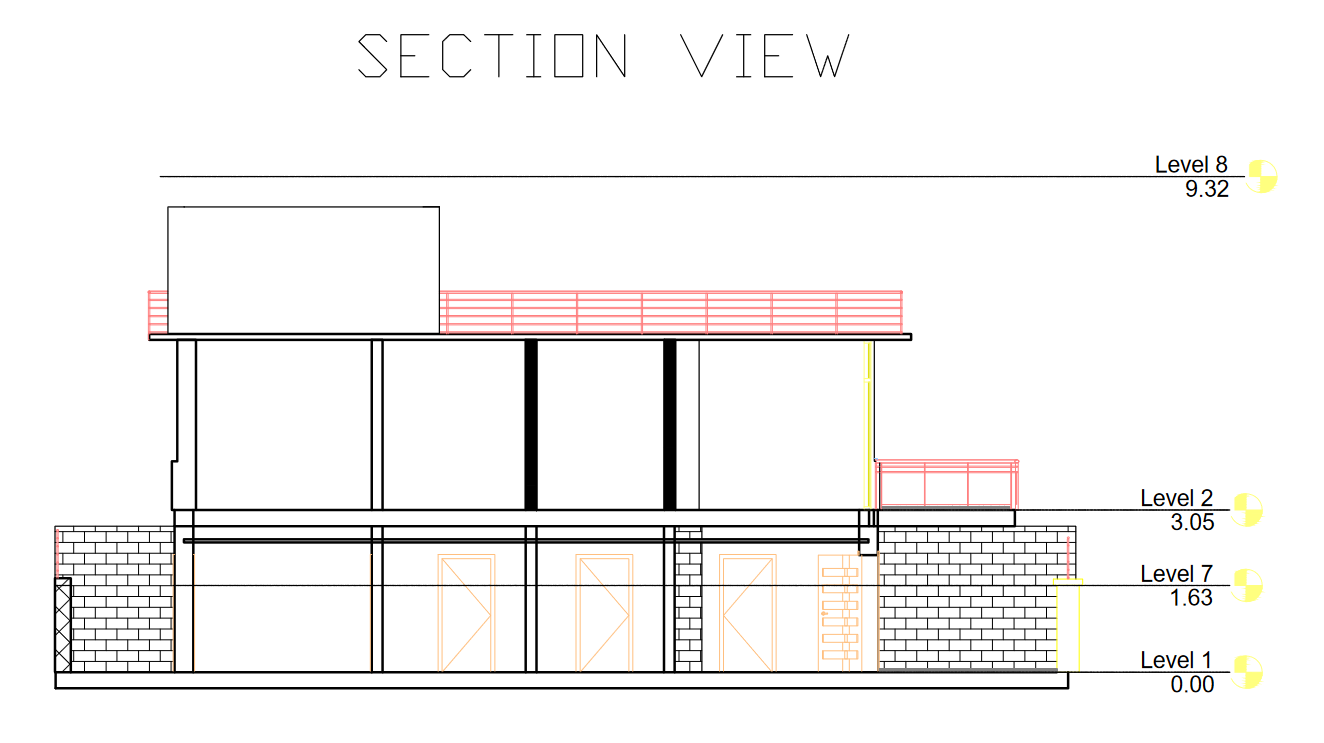 SECTION VIEW
Level 8
9.32
Level 2
3.05
Level 7
1.63
Level 1
0.00